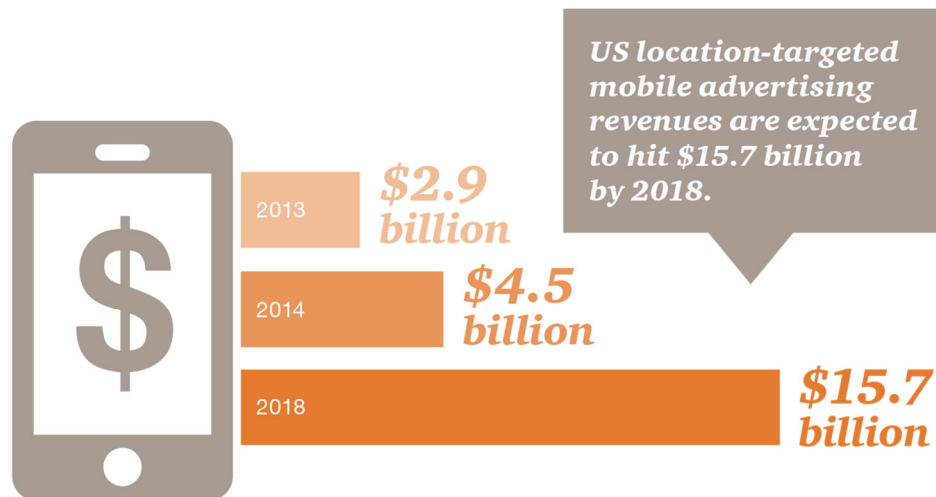 US location-targeted
mobile advertising
revenues are expected
to hit $15.7 billion
by 2018.
$
2013
$2.9
billion
2014
$4.5
billion
2018
$15.7
billion